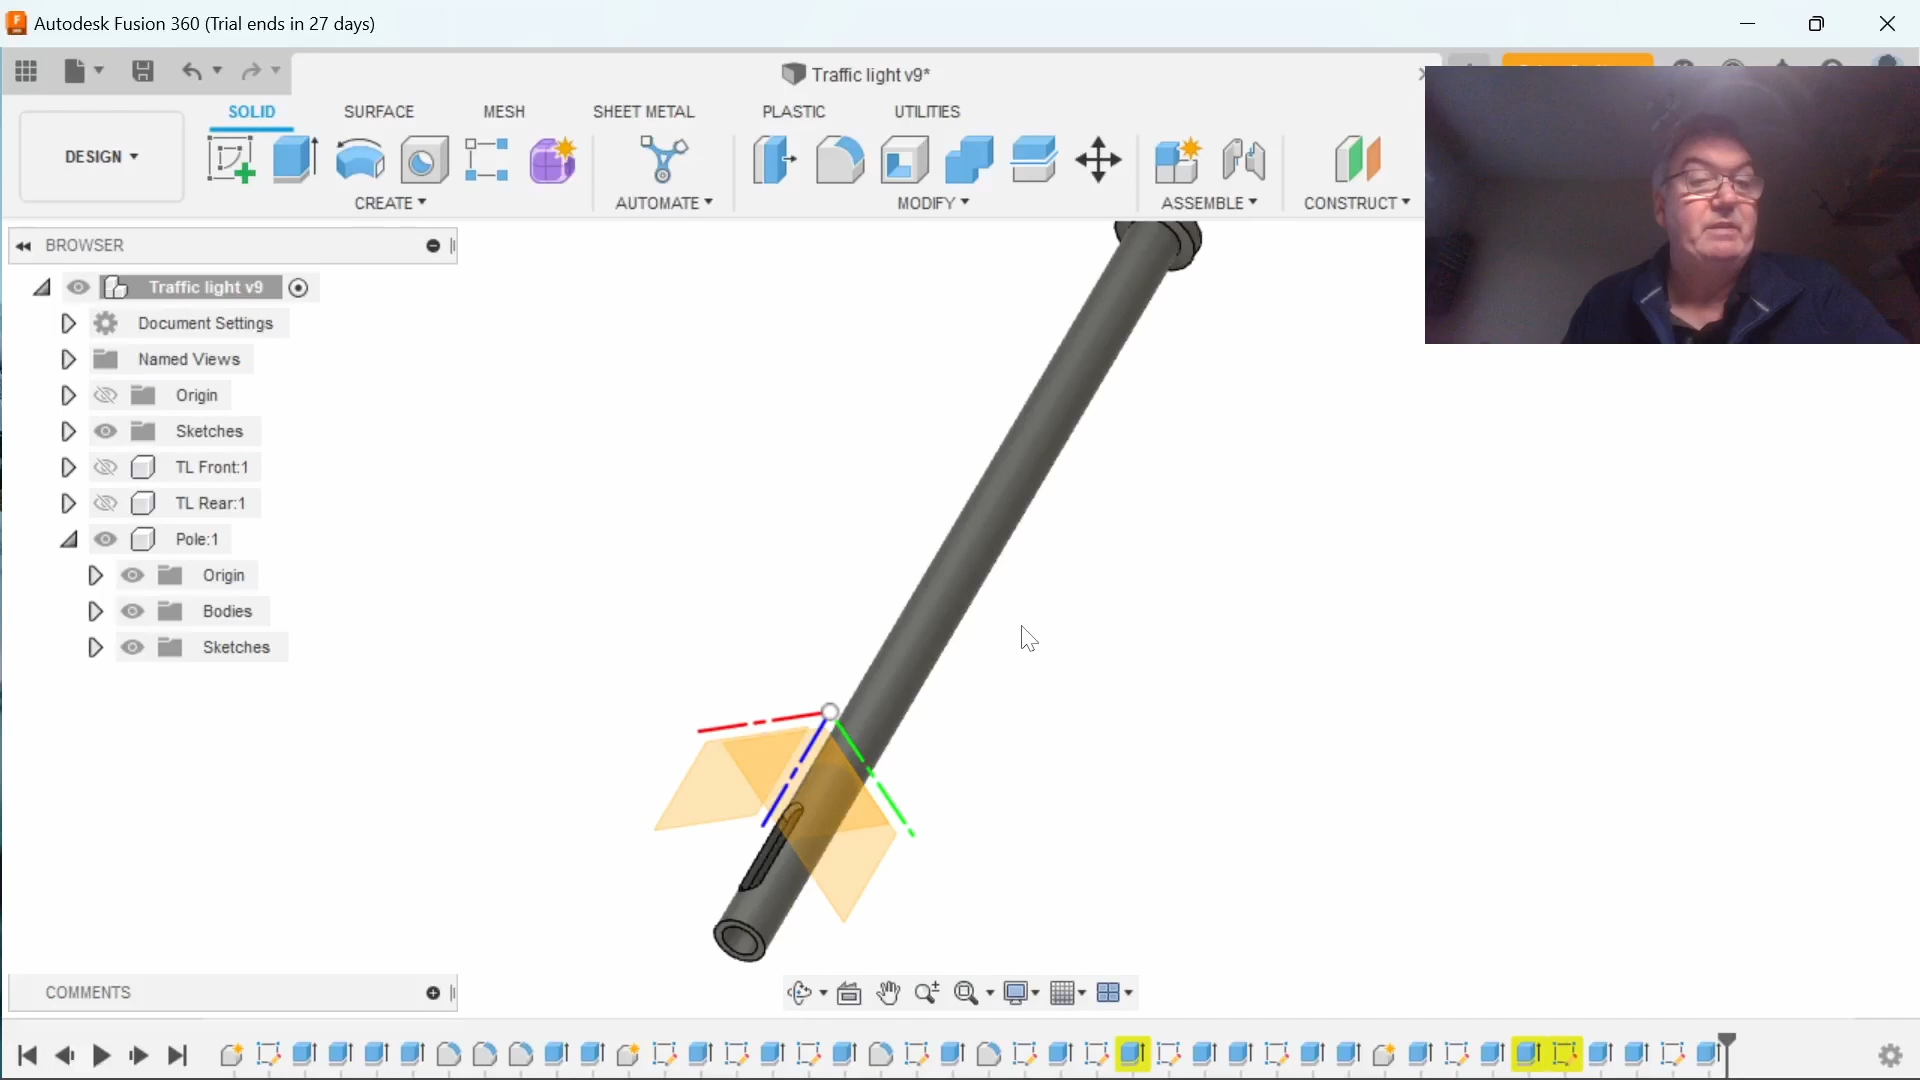 Autodesk Fusion 360 (Trial ends in 27 days)
Traffic light v9*
SOLID SURFACE MESH SHEET METAL PLASTIC UTILITIES
DESIGN
CREATE AUTOMATE MODIFY ASSEMBLE CONSTRUCT
BROWSER
Traffic light v9
Document Settings
Named Views
Origin
Sketches
TL Front:1
TL Rear:1
Pole:1
Origin
Bodies
Sketches
COMMENTS